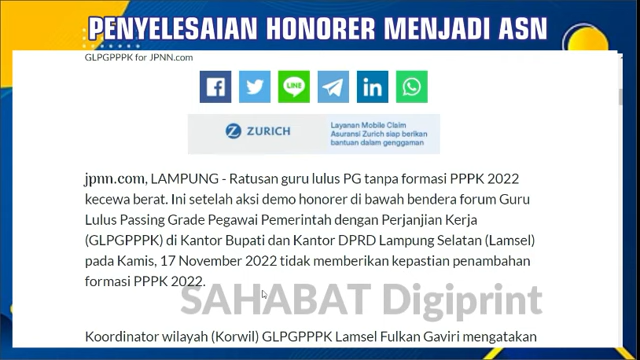 PENYELESAIAN HONORER MENJADI ASN
GLPGPPPK for JPNN.com
LINE
ZURICH
Layanan Mobile Claim
Asuransi Zurich siap berikan
bantuan dalam genggaman
jpnn.com, LAMPUNG - Ratusan guru lulus PG tanpa formasi PPPK 2022
kecewa berat. Ini setelah aksi demo honorer di bawah bendera forum Guru
Lulus Passing Grade Pegawai Pemerintah dengan Perjanjian Kerja
(GLPGPPPK) di Kantor Bupati dan Kantor DPRD Lampung Selatan (Lamsel)
pada Kamis, 17 November 2022 tidak memberikan kepastian penambahan
formasi PPPK 2022.
SAHABAT Digiprint
Koordinator wilayah (Korwil) GLPGPPPK Lamsel Fulkan Gaviri mengatakan